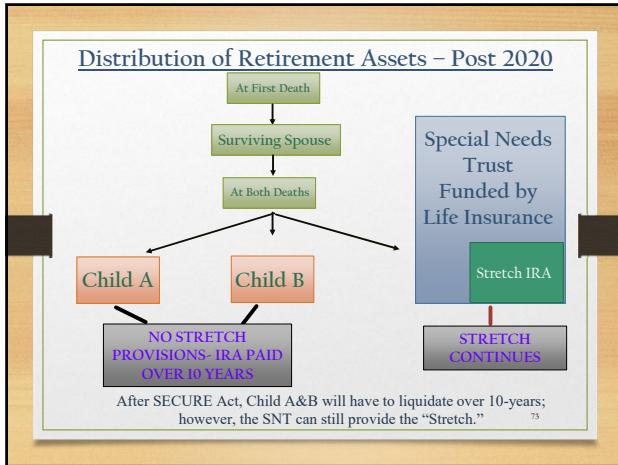 Distribution of Retirement Assets – Post 2020
At First Death
Surviving Spouse
At Both Deaths
Special Needs
Trust
Funded by
Life Insurance
Stretch IRA
Child A
Child B
NO STRETCH
PROVISIONS- IRA PAID
OVER 10 YEARS
STRETCH
CONTINUES
After SECURE Act, Child A&B will have to liquidate over 10-years;
however, the SNT can still provide the “Stretch.”
73